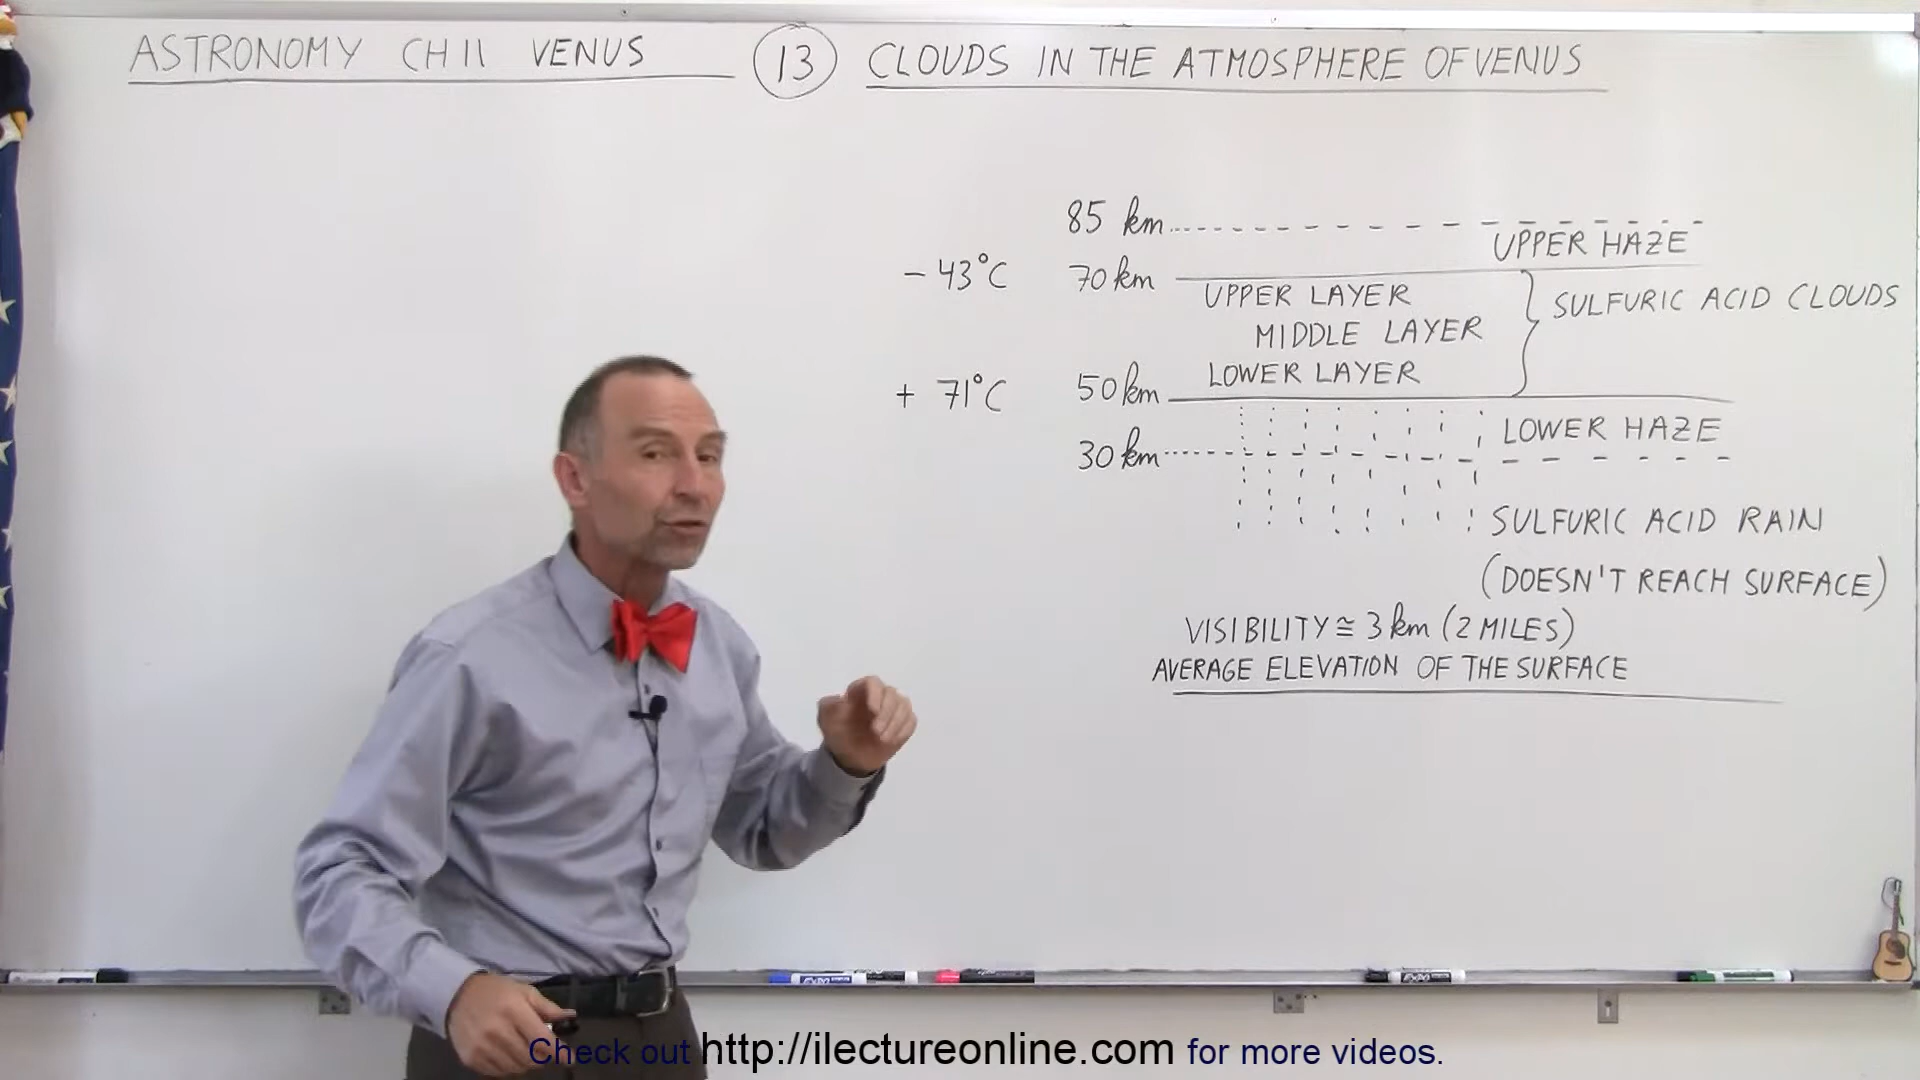 ASTRONOMY CH 11 VENUS 13 CLOUDS IN THE ATMOSPHERE OF VENUS
85 km
UPPER HAZE
-43°C 70 km
UPPER LAYER
SULFURIC ACID CLOUDS
MIDDLE LAYER
LOWER LAYER
+ 71°C 50 km
LOWER HAZE
30 km
SULFURIC ACID RAIN
(DOESN'T REACH SURFACE)
VISIBILITY ≅ 3 km (2 MILES)
AVERAGE ELEVATION OF THE SURFACE
EXPO
Check out http://ilectureonline.com for more videos.